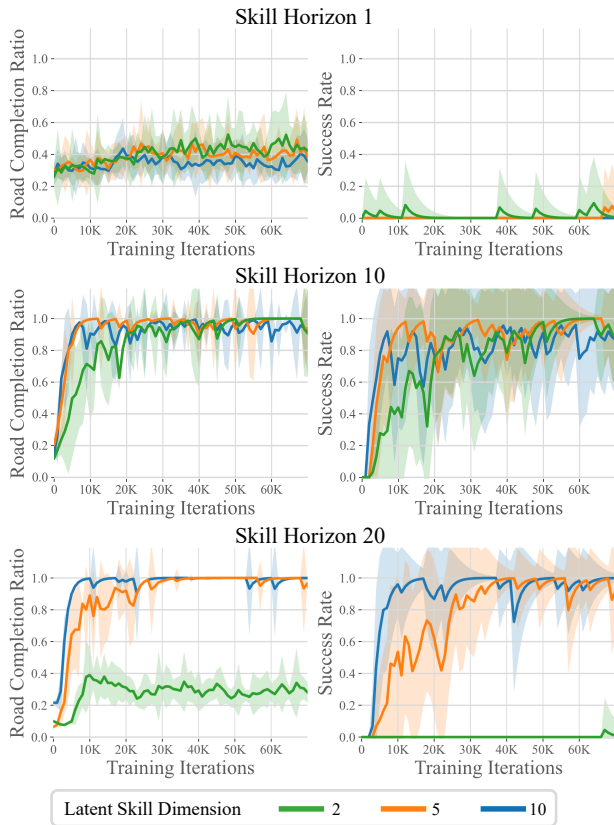 Skill Horizon 1
Road Completion Ratio
1.0
0.8
0.6
0.4
0.2
0.0
0 10K 20K 30K 40K 50K 60K
Training Iterations
Success Rate
1.0
0.8
0.6
0.4
0.2
0.0
0 10K 20K 30K 40K 50K 60K
Training Iterations
Skill Horizon 10
Road Completion Ratio
1.0
0.8
0.6
0.4
0.2
0.0
0 10K 20K 30K 40K 50K 60K
Training Iterations
Success Rate
1.0
0.8
0.6
0.4
0.2
0.0
0 10K 20K 30K 40K 50K 60K
Training Iterations
Skill Horizon 20
Road Completion Ratio
1.0
0.8
0.6
0.4
0.2
0.0
0 10K 20K 30K 40K 50K 60K
Training Iterations
Success Rate
1.0
0.8
0.6
0.4
0.2
0.0
0 10K 20K 30K 40K 50K 60K
Training Iterations
Latent Skill Dimension 2 5 10